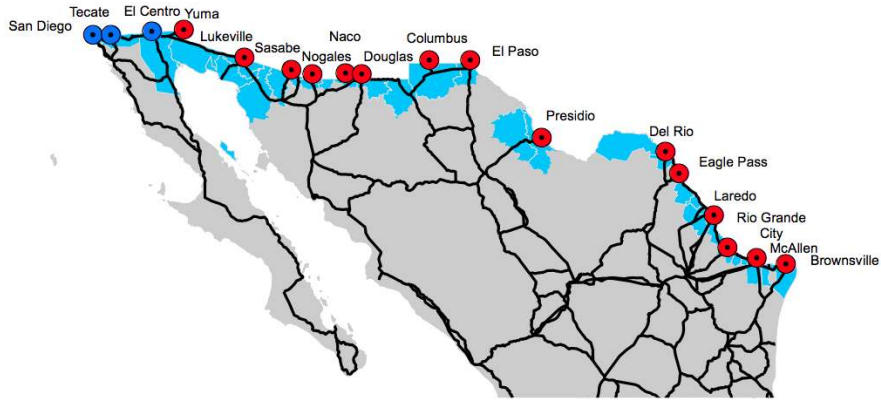 San Diego
Tecate
El Centro
Yuma
Lukeville
Sasabe
Nogales
Naco
Douglas
Columbus
El Paso
Presidio
Del Rio
Eagle Pass
Laredo
Rio Grande
City
McAllen
Brownsville